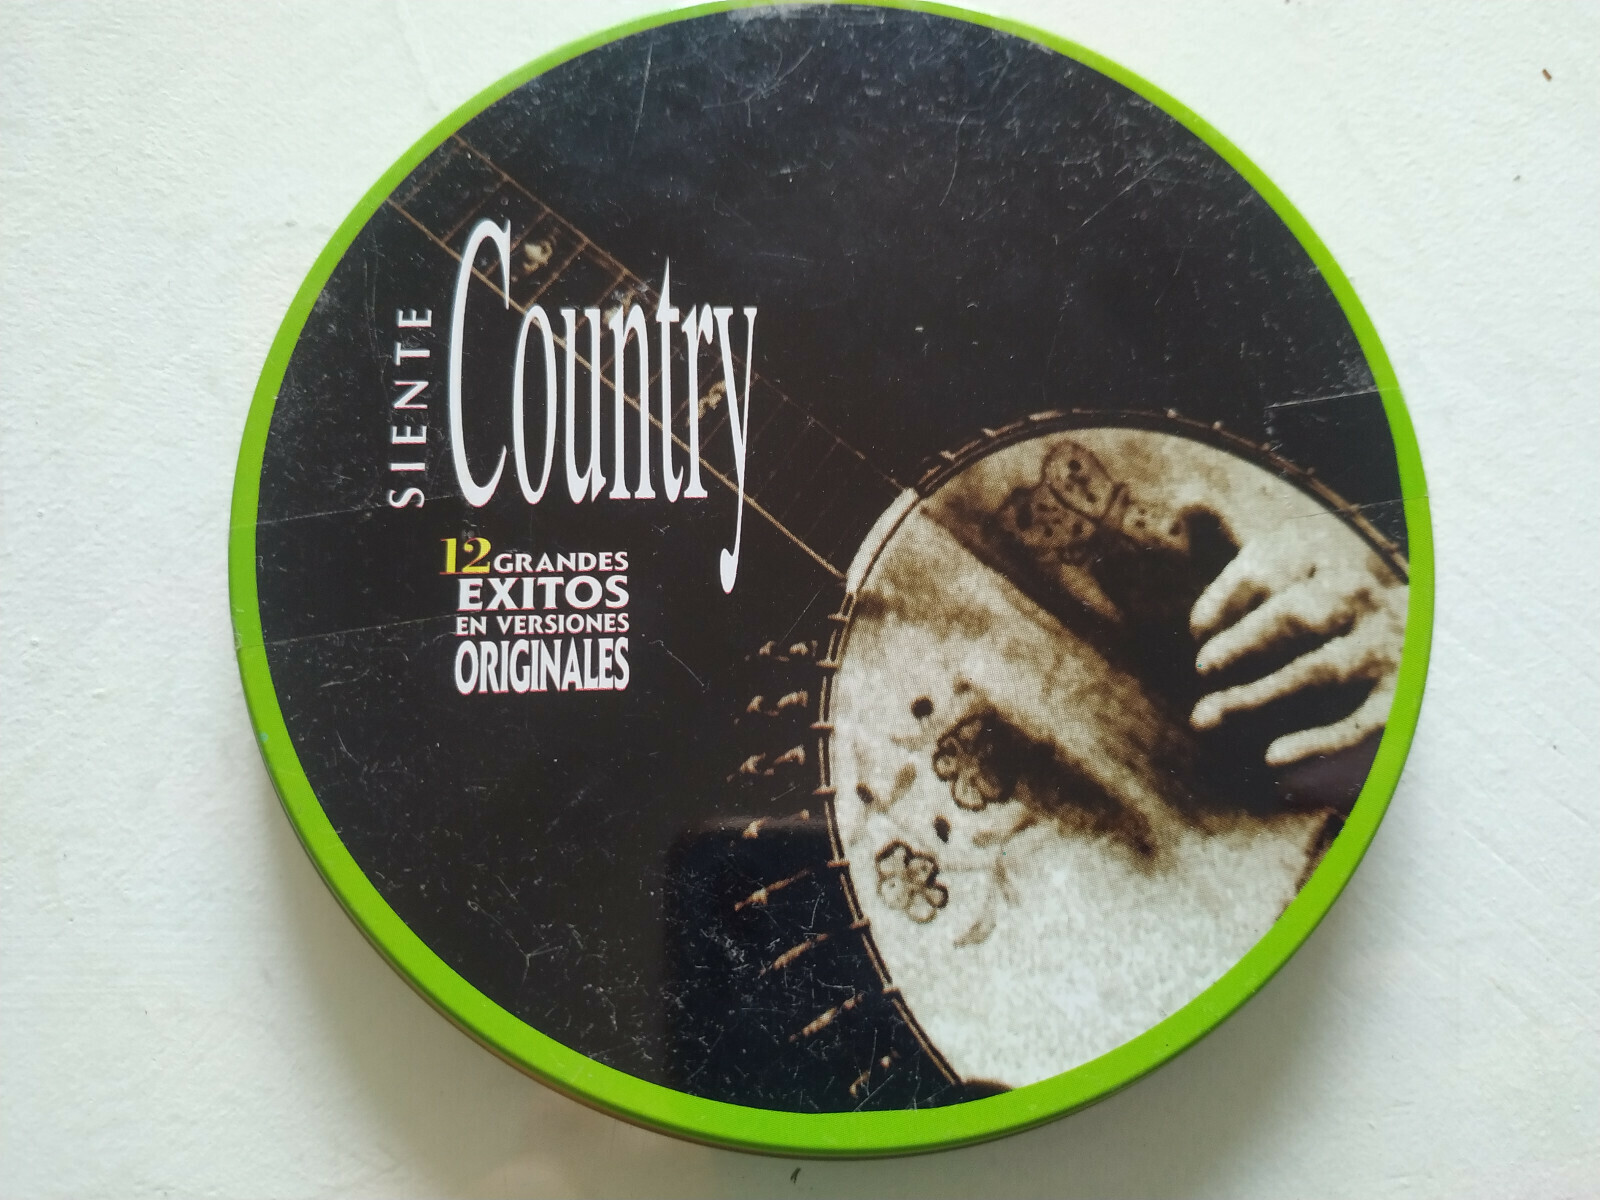 SIENTE
Country
12 GRANDES
EXITOS
EN VERSIONES
ORIGINALES